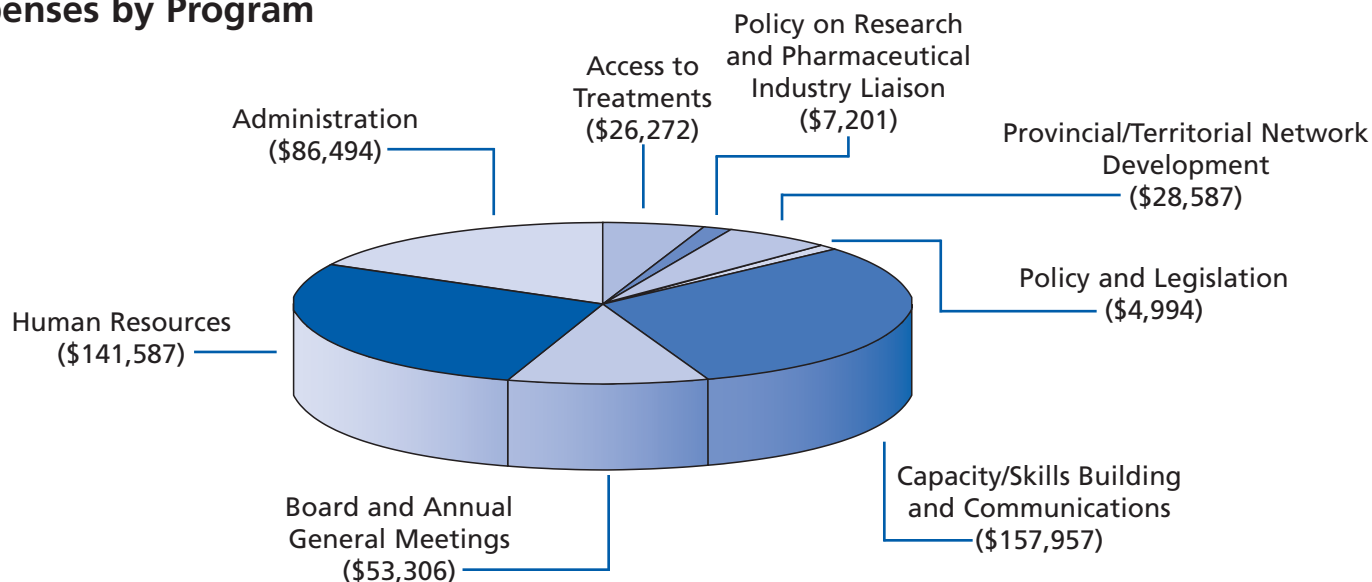 penses by Program
Policy on Research
and Pharmaceutical
Industry Liaison
($7,201)
Access to
Treatments
($26,272)
Administration
($86,494)
Provincial/Territorial Network
Development
($28,587)
Policy and Legislation
($4,994)
Human Resources
($141,587)
Capacity/Skills Building
and Communications
($157,957)
Board and Annual
General Meetings
($53,306)